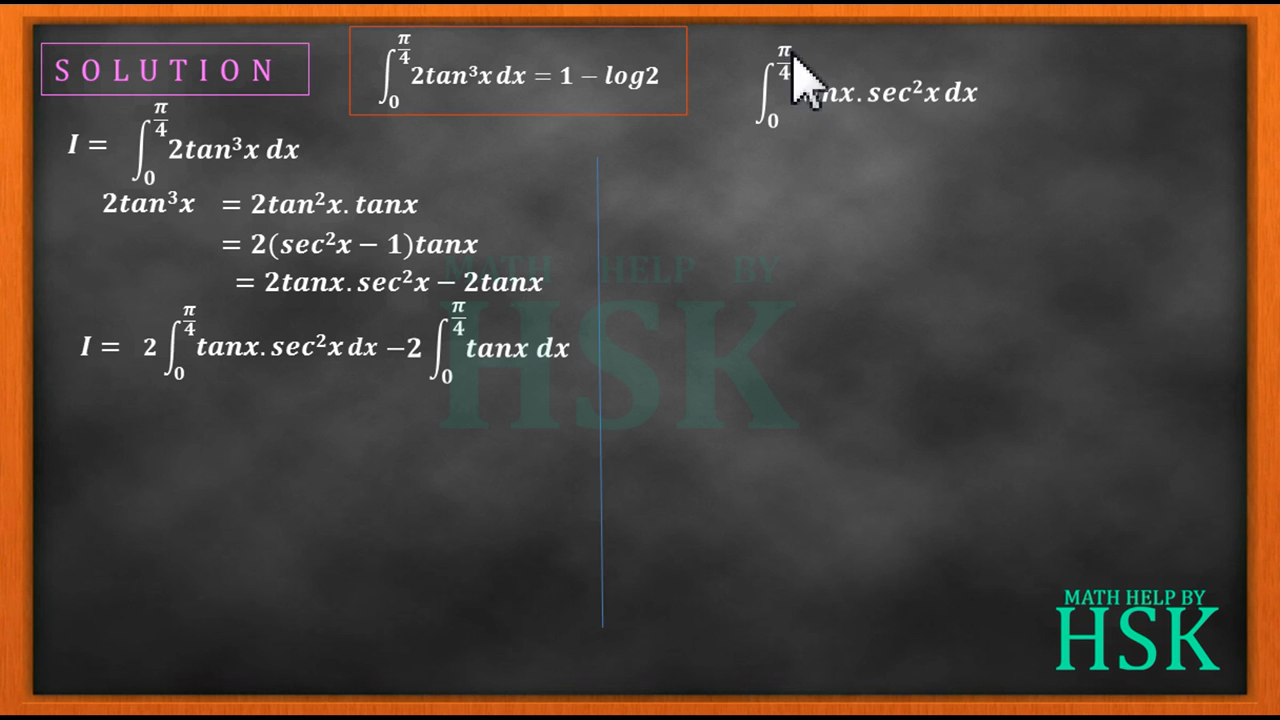 SOLUTION
∫₀^(π/4) 2tan³x dx = 1 − log2
I = ∫₀^(π/4) 2tan³x dx
2tan³x = 2tan²x. tanx
= 2(sec²x − 1)tanx
= 2tanx. sec²x − 2tanx
I = 2 ∫₀^(π/4) tanx. sec²x dx −2 ∫₀^(π/4) tanx dx
∫₀^(π/4) nx. sec²x dx
MATH HELP BY
HSK
MATH HELP BY
HSK